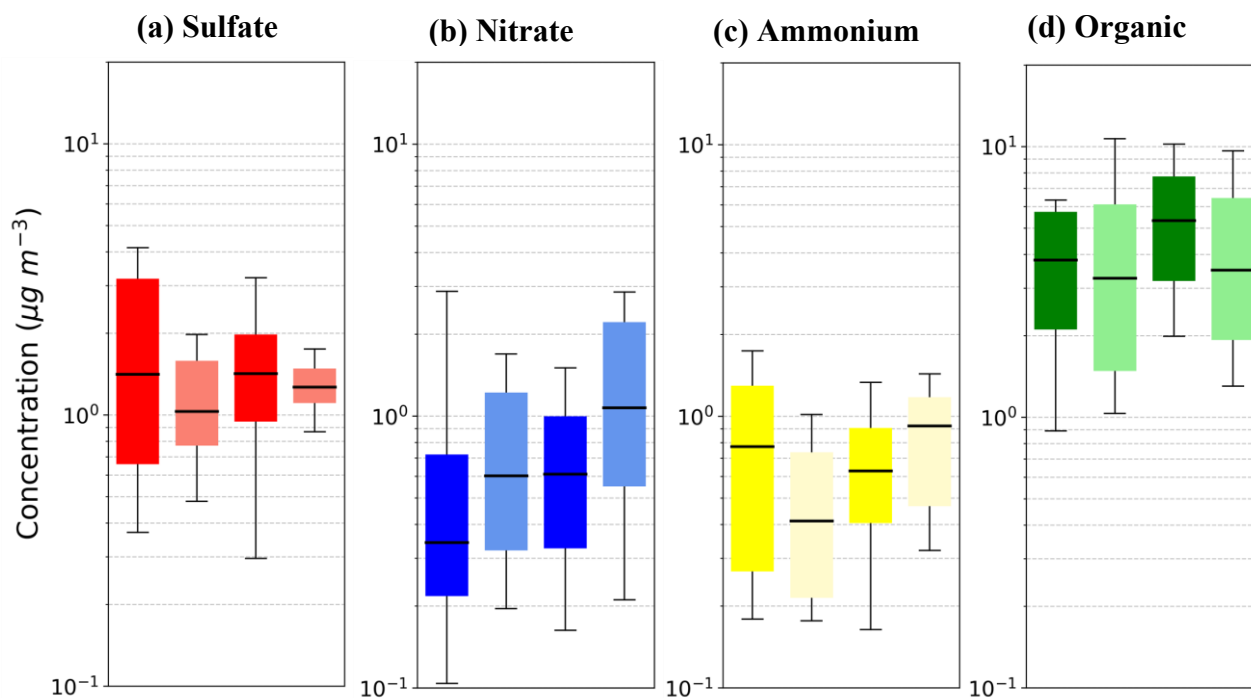 (a) Sulfate
(b) Nitrate
(c) Ammonium
(d) Organic
Concentration (μg m⁻³)
10¹
10⁰
10⁻¹
10¹
10⁰
10⁻¹
10¹
10⁰
10⁻¹
10¹
10⁰
10⁻¹